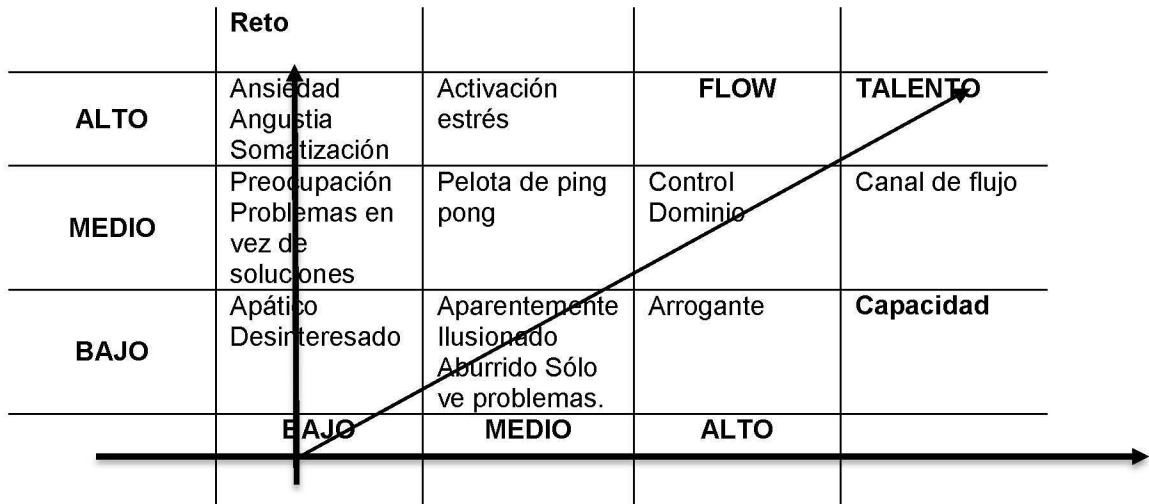 Reto
ALTO
Ansiedad
Angustia
Somatización
Activación
estrés
FLOW
TALENTO
MEDIO
Preocupación
Problemas en
vez de
soluciones
Pelota de ping
pong
Control
Dominio
Canal de flujo
BAJO
Apático
Desinteresado
Aparentemente
Ilusionado
Aburrido Sólo
ve problemas.
Arrogante
Capacidad
BAJO
MEDIO
ALTO